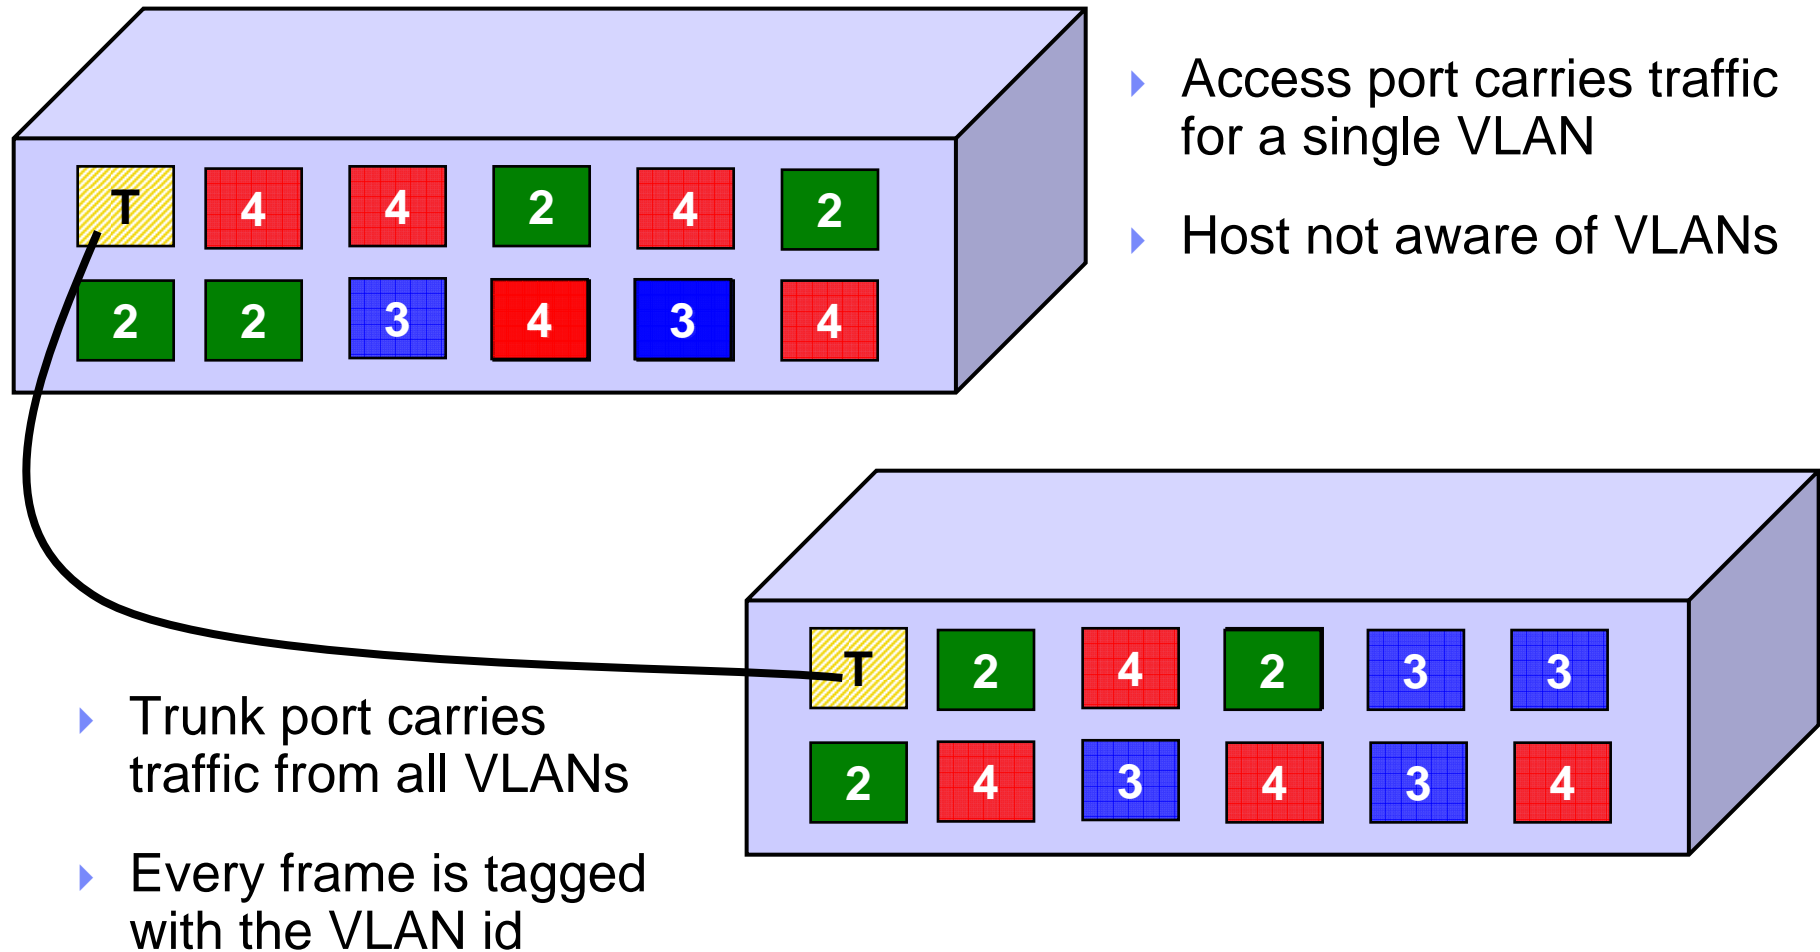 Access port carries traffic
for a single VLAN
Host not aware of VLANs
T 4 4 2 4 2
2 2 3 4 3 4
T 2 4 2 3 3
2 4 3 4 3 4
Trunk port carries
traffic from all VLANs
Every frame is tagged
with the VLAN id